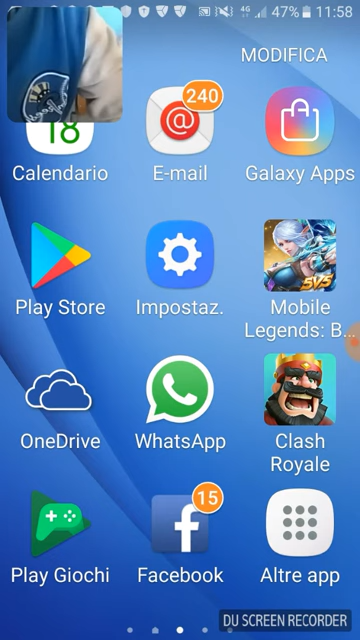 4G 47% 11:58
MODIFICA
240
18
Calendario E-mail Galaxy Apps
5V5
Play Store Impostaz. Mobile
Legends: B...
OneDrive WhatsApp Clash
Royale
15
Play Giochi Facebook Altre app
DU SCREEN RECORDER